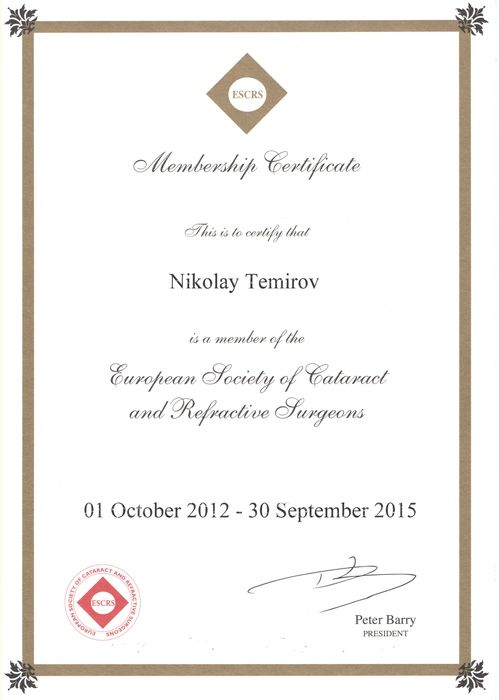 ESCRS
Membership Certificate
This is to certify that
Nikolay Temirov
is a member of the
European Society of Cataract
and Refractive Surgeons
01 October 2012 - 30 September 2015
EUROPEAN SOCIETY OF CATARACT AND REFRACTIVE SURGEONS
ESCRS
Peter Barry
PRESIDENT